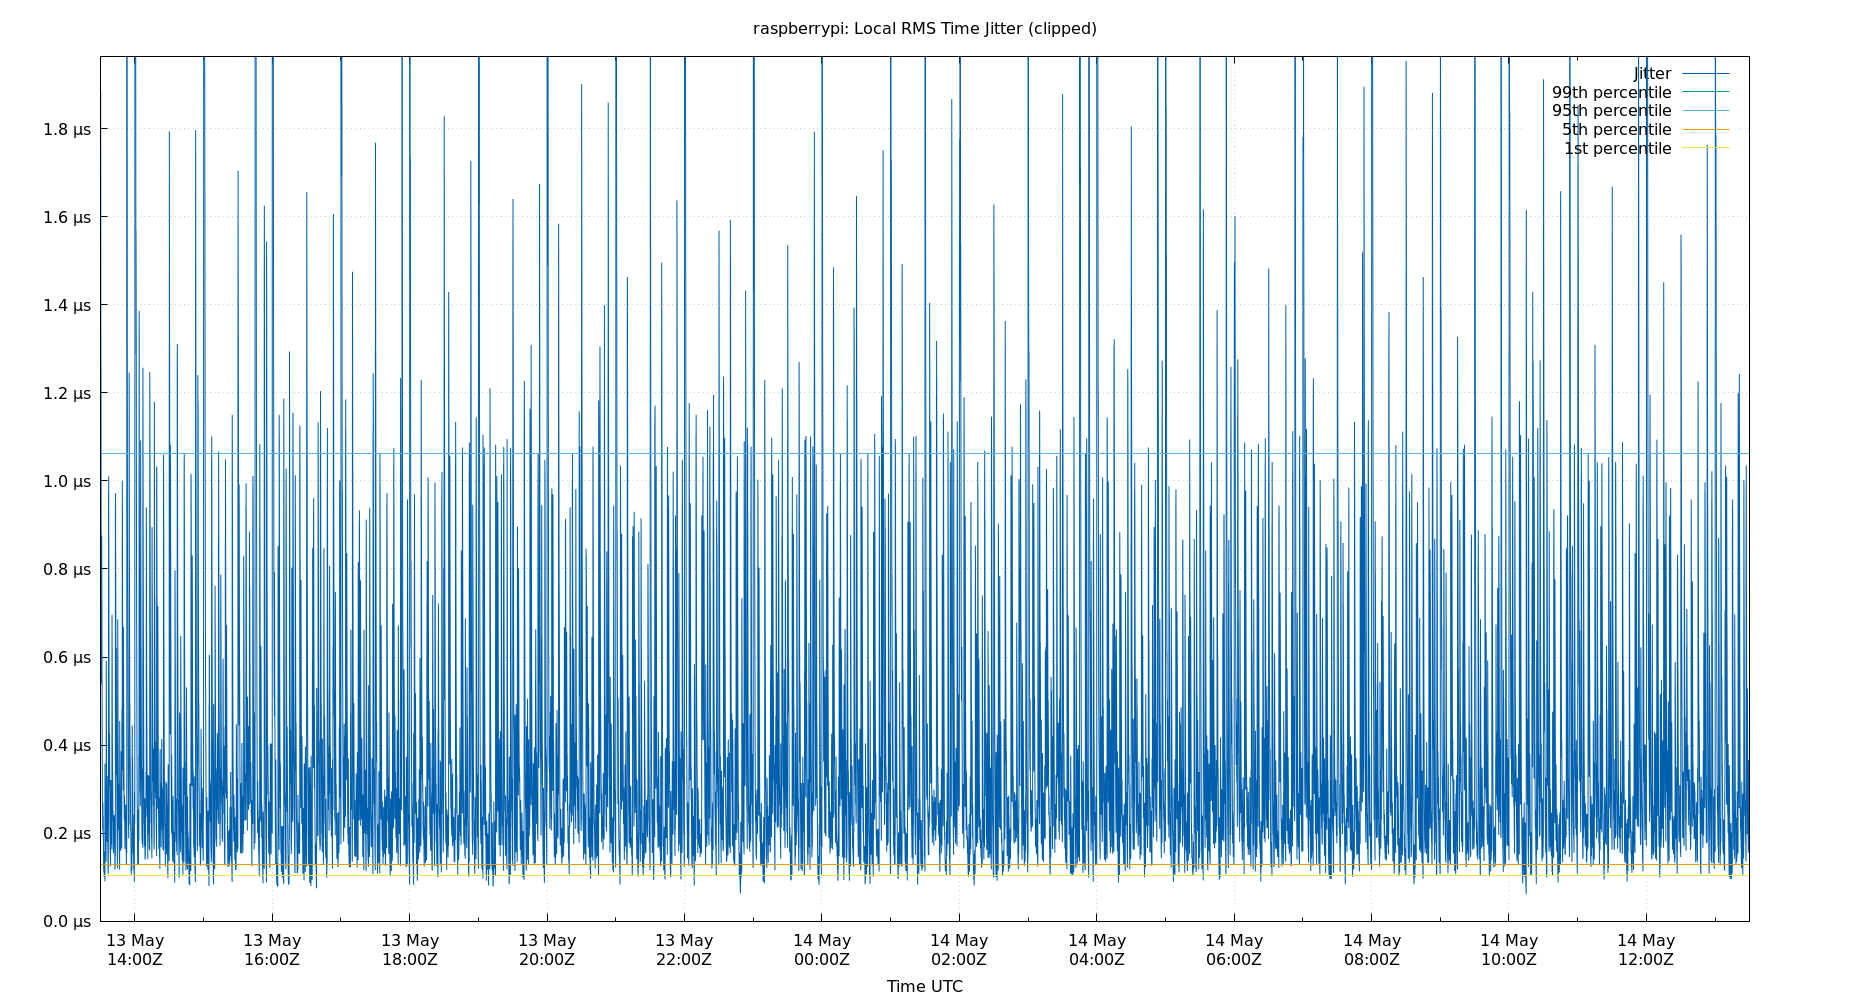 raspberrypi: Local RMS Time Jitter (clipped)
Jitter
99th percentile
95th percentile
5th percentile
1st percentile
1.8 µs
1.6 µs
1.4 µs
1.2 µs
1.0 µs
0.8 µs
0.6 µs
0.4 µs
0.2 µs
0.0 µs
13 May 13 May 13 May 13 May 13 May 14 May 14 May 14 May 14 May 14 May 14 May 14 May
14:00Z 16:00Z 18:00Z 20:00Z 22:00Z 00:00Z 02:00Z 04:00Z 06:00Z 08:00Z 10:00Z 12:00Z
Time UTC